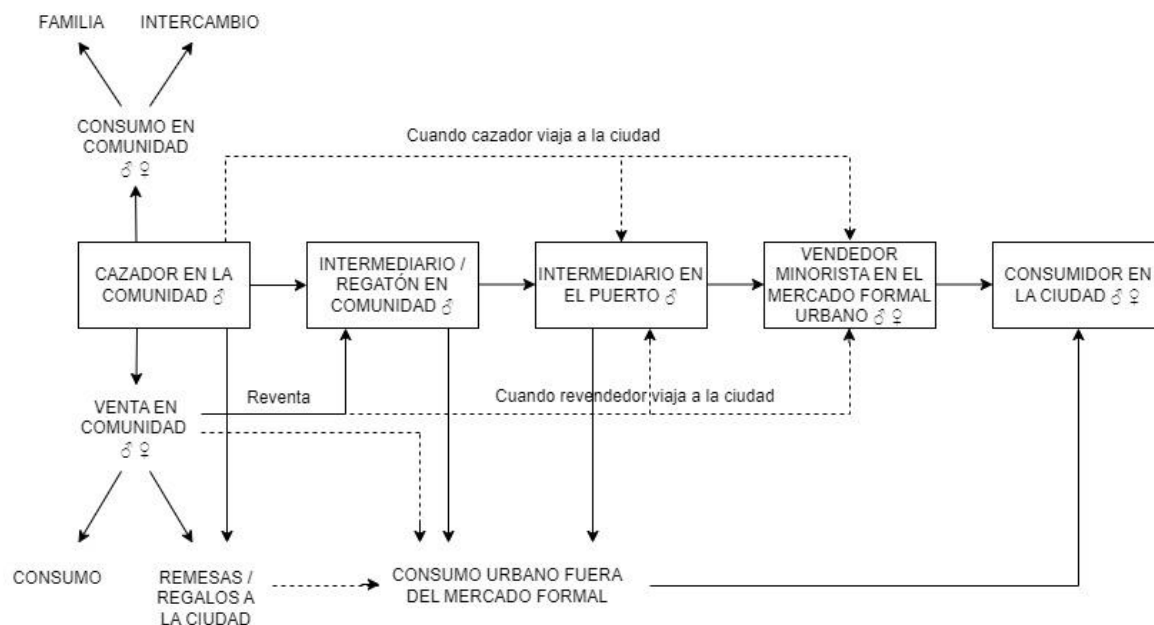 FAMILIA
INTERCAMBIO
CONSUMO EN
COMUNIDAD
♂ ♀
Cuando cazador viaja a la ciudad
CAZADOR EN LA
COMUNIDAD ♂
INTERMEDIARIO /
REGATÓN EN
COMUNIDAD ♂
INTERMEDIARIO EN
EL PUERTO ♂
VENDEDOR
MINORISTA EN EL
MERCADO FORMAL
URBANO ♂ ♀
CONSUMIDOR EN
LA CIUDAD ♂ ♀
Reventa
Cuando revendedor viaja a la ciudad
VENTA EN
COMUNIDAD
♂ ♀
CONSUMO
REMESAS /
REGALOS A
LA CIUDAD
CONSUMO URBANO FUERA
DEL MERCADO FORMAL